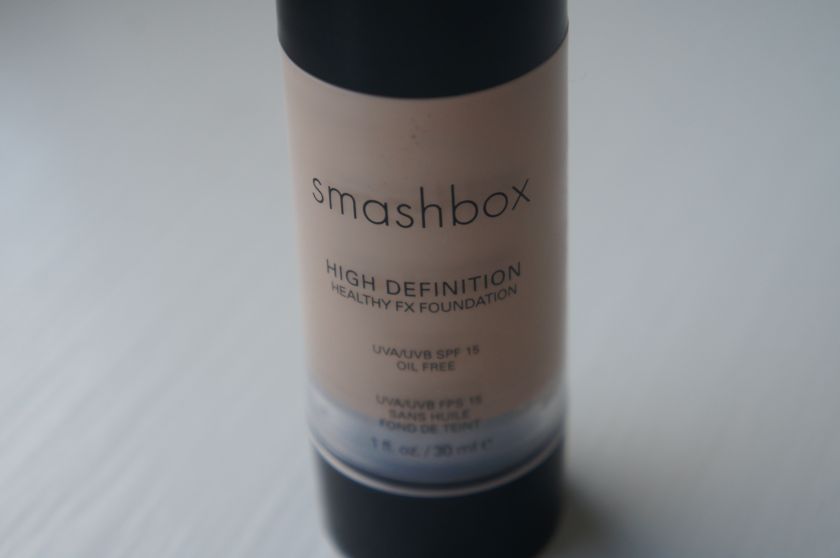 smashbox
HIGH DEFINITION
HEALTHY FX FOUNDATION
UVA/UVB SPF 15
OIL FREE
UVA/UVB FPS 15
SANS HUILE
FOND DE TEINT
1 fl. oz. / 30 ml e